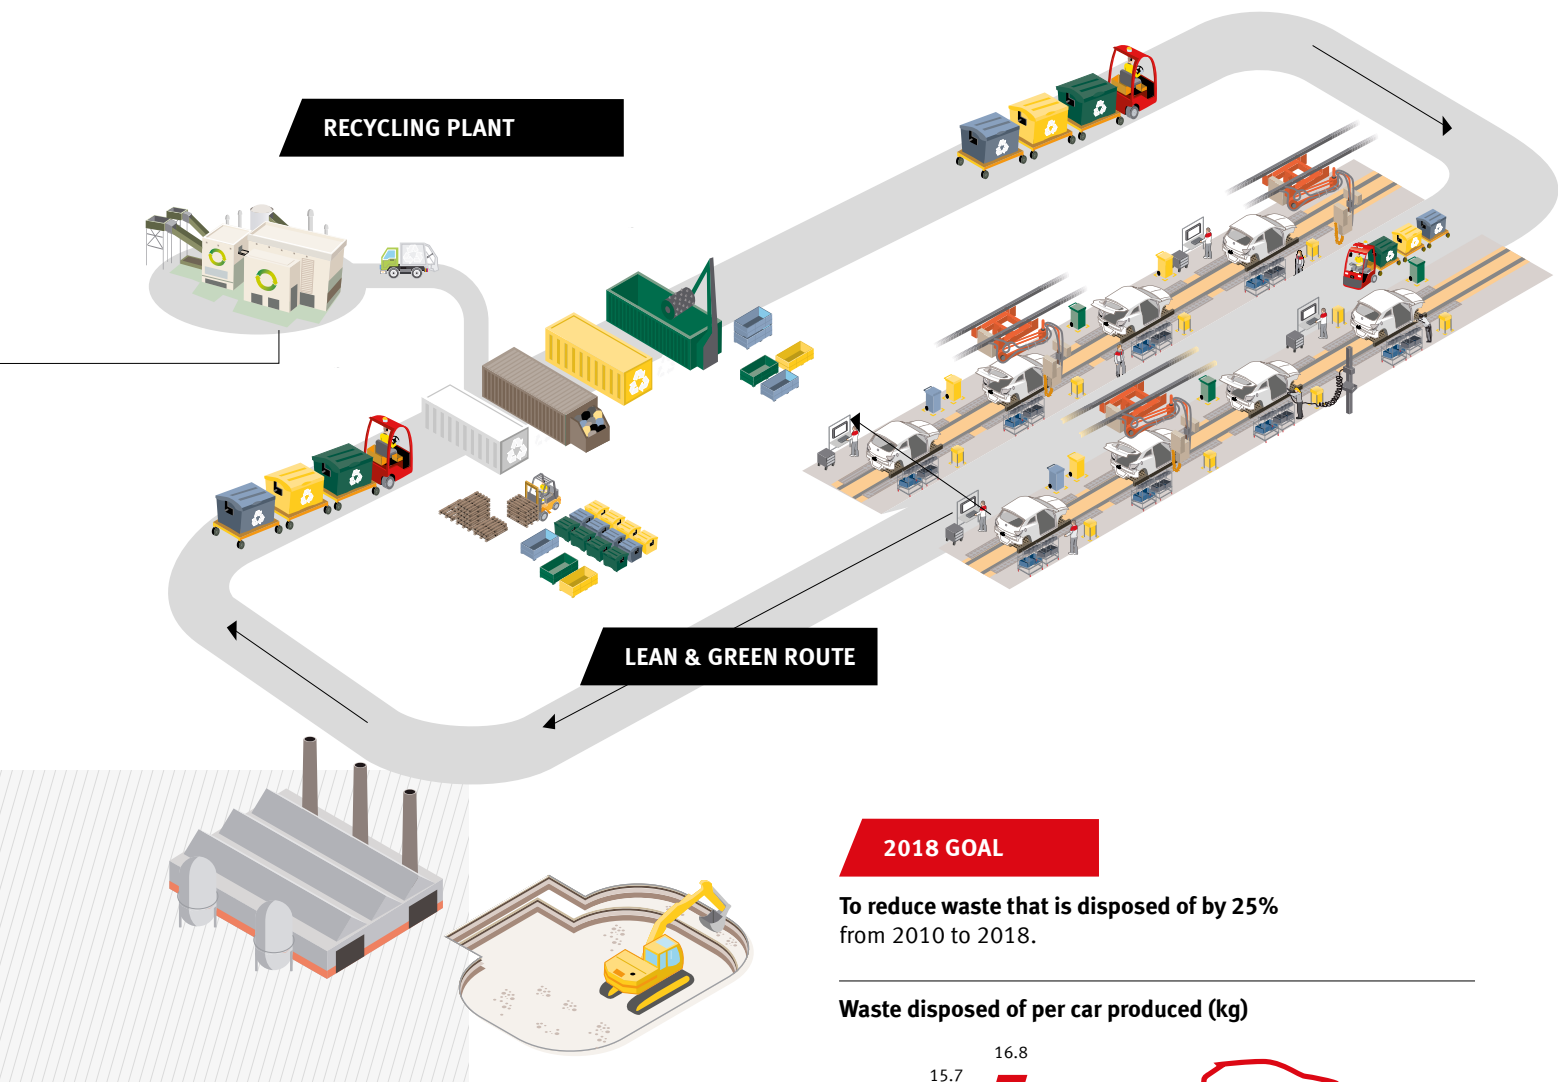 RECYCLING PLANT
LEAN & GREEN ROUTE
2018 GOAL
To reduce waste that is disposed of by 25%
from 2010 to 2018.
Waste disposed of per car produced (kg)
16.8
15.7